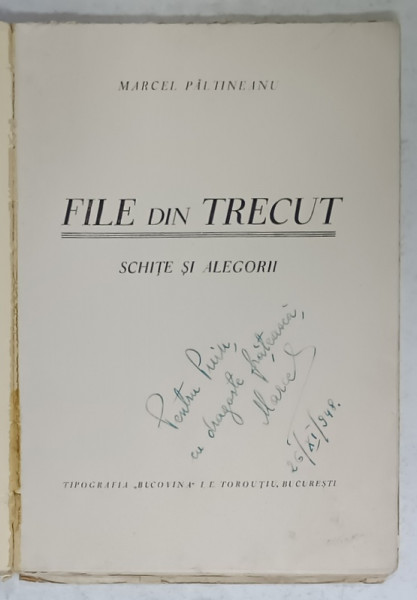 MARCEL PĂLTINEANU
FILE DIN TRECUT
SCHIȚE ȘI ALEGORII
Pentru Puiu,
cu dragoste frățească,
Marcel
26/XI/948.
TIPOGRAFIA „BUCOVINA“ I. E. TOROUȚIU, BUCUREȘTI